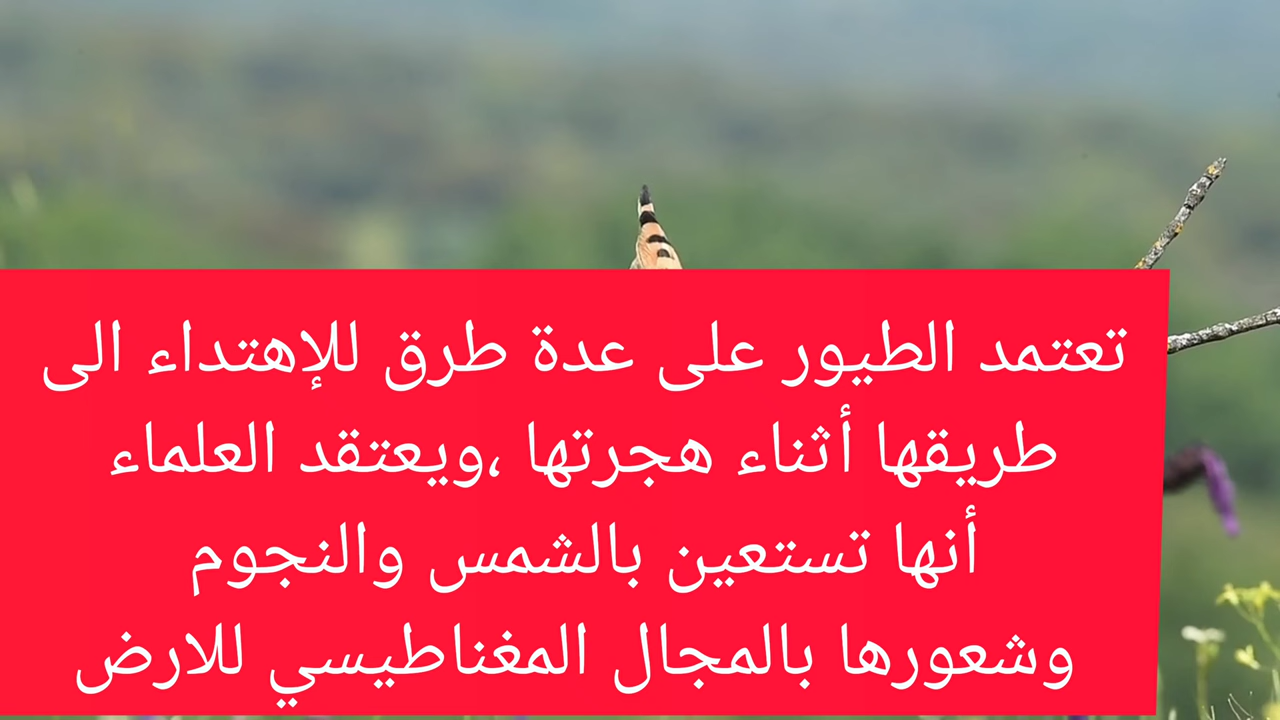 تعتمد الطيور على عدة طرق للإهتداء الى
طريقها أثناء هجرتها ،ويعتقد العلماء
أنها تستعين بالشمس والنجوم
وشعورها بالمجال المغناطيسي للارض